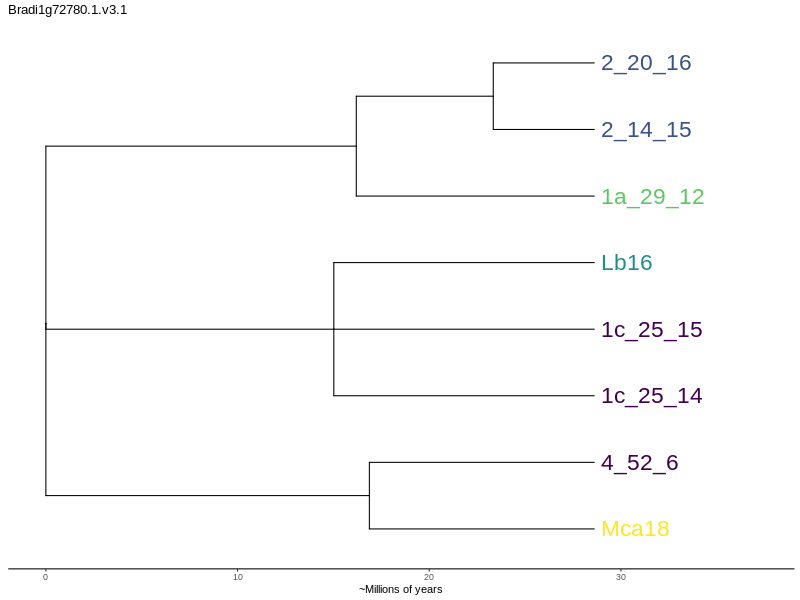 Bradi1g72780.1.v3.1
2_20_16
2_14_15
1a_29_12
Lb16
1c_25_15
1c_25_14
4_52_6
Mca18
0 10 20 30
~Millions of years